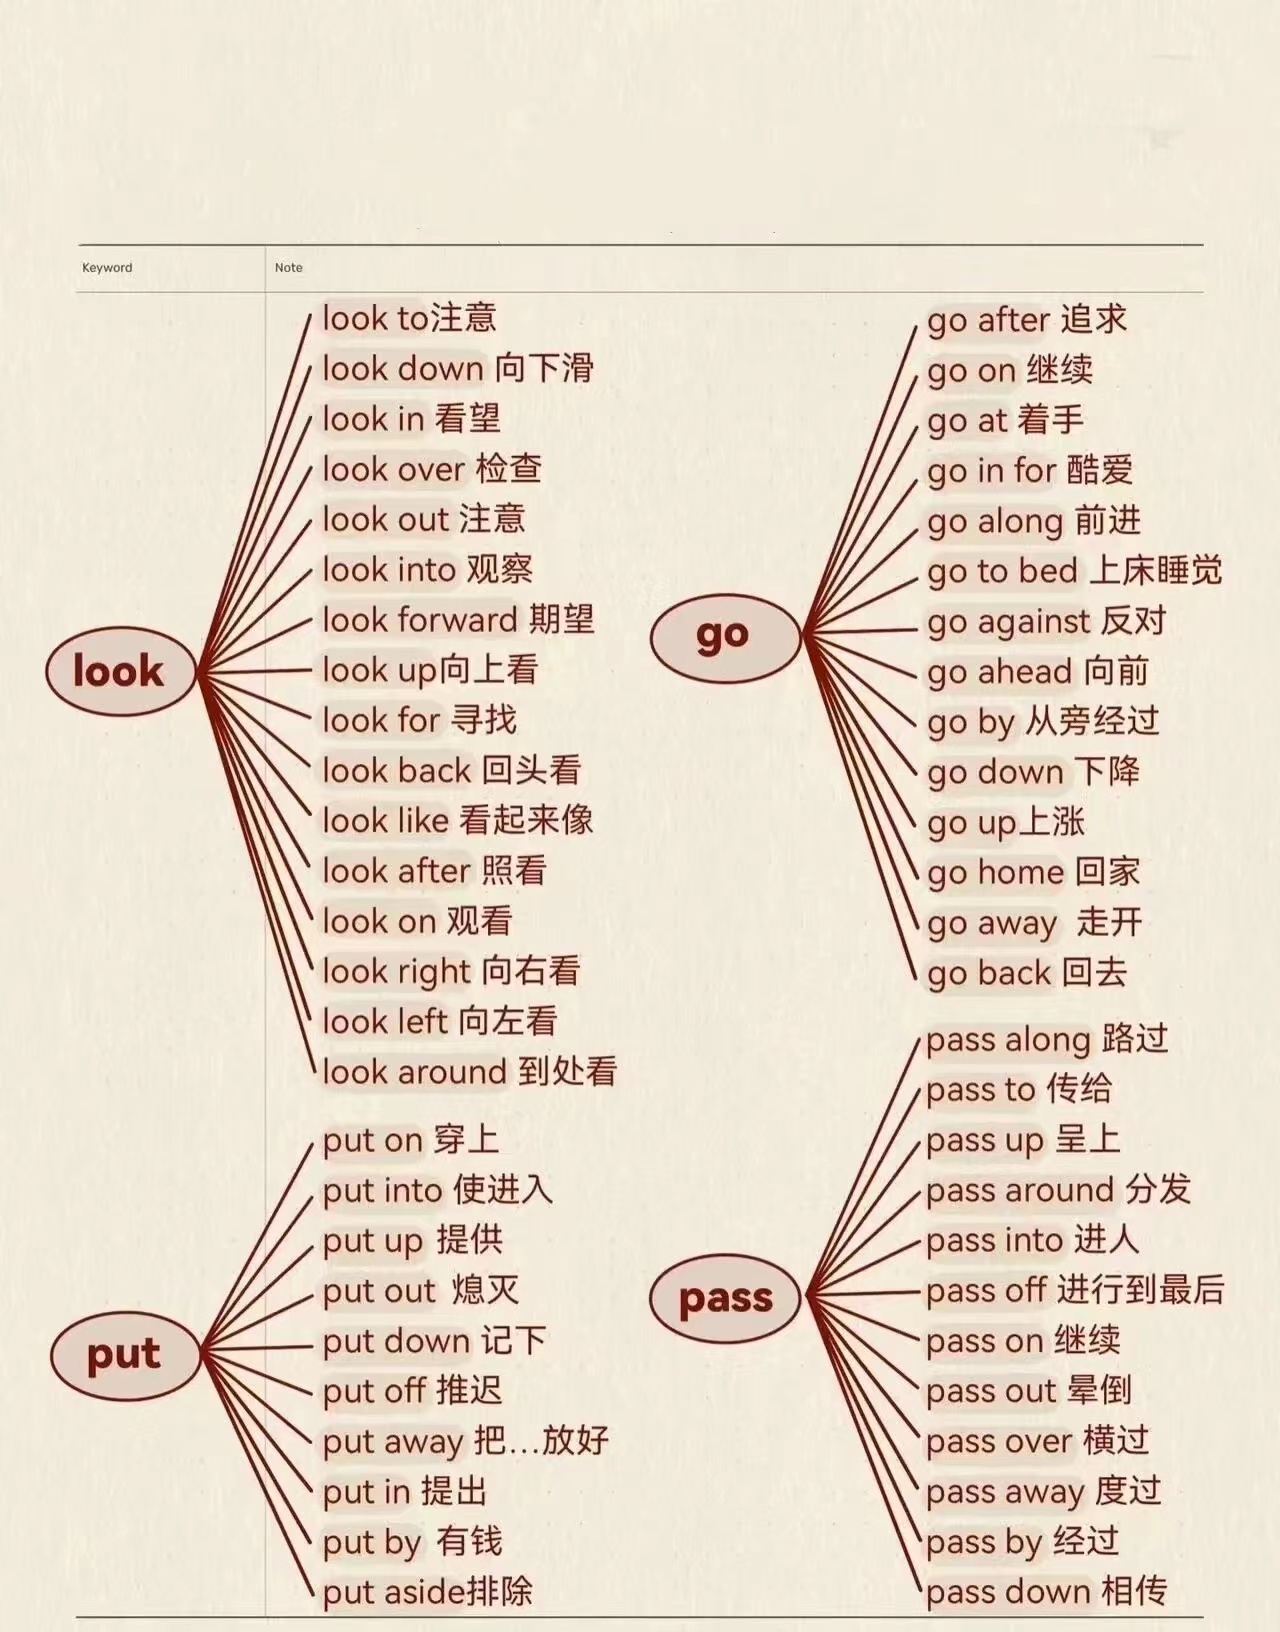 Keyword
Note
look
look to注意
look down 向下滑
look in 看望
look over 检查
look out 注意
look into 观察
look forward 期望
look up向上看
look for 寻找
look back 回头看
look like 看起来像
look after 照看
look on 观看
look right 向右看
look left 向左看
look around 到处看
go
go after 追求
go on 继续
go at 着手
go in for 酷爱
go along 前进
go to bed 上床睡觉
go against 反对
go ahead 向前
go by 从旁经过
go down 下降
go up上涨
go home 回家
go away 走开
go back 回去
put
put on 穿上
put into 使进入
put up 提供
put out 熄灭
put down 记下
put off 推迟
put away 把…放好
put in 提出
put by 有钱
put aside排除
pass
pass along 路过
pass to 传给
pass up 呈上
pass around 分发
pass into 进人
pass off 进行到最后
pass on 继续
pass out 晕倒
pass over 横过
pass away 度过
pass by 经过
pass down 相传